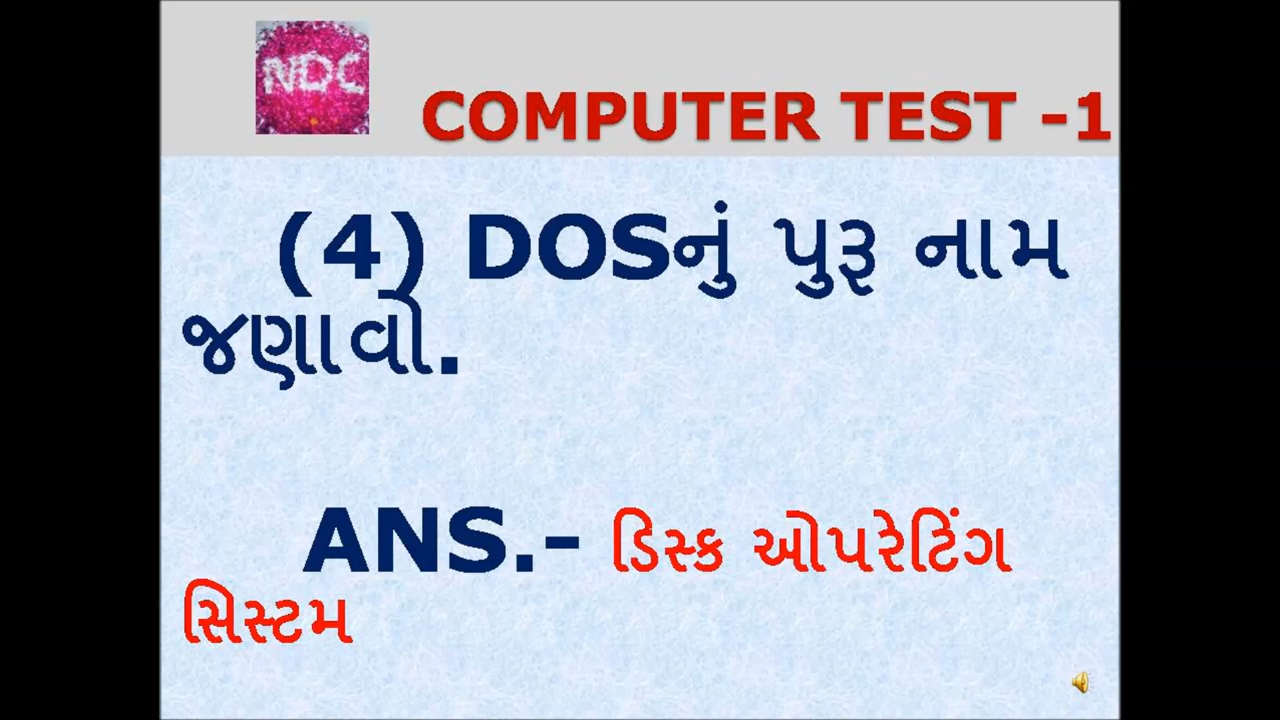 NDC
COMPUTER TEST -1
(4) DOSનું પુરૂ નામ
જણાવો.
ANS.- ડિસ્ક ઓપરેટિંગ
સિસ્ટમ